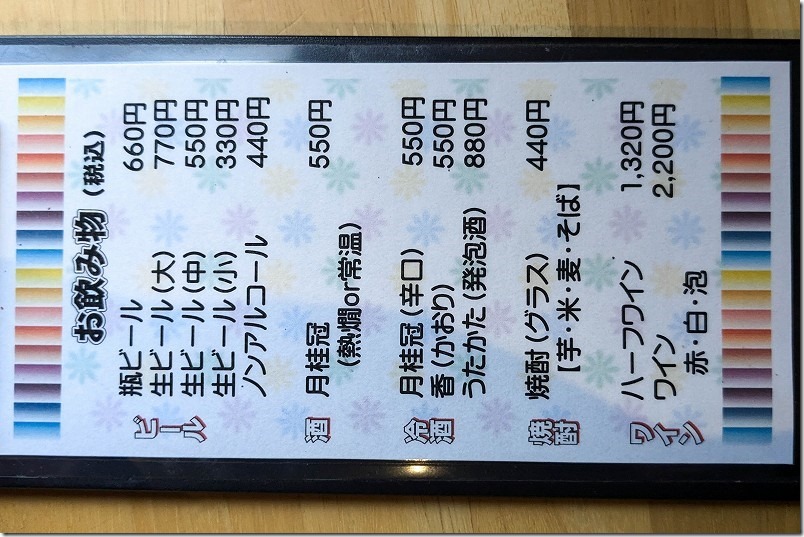 お飲み物（税込）
ビール
瓶ビール 660円
生ビール（大） 770円
生ビール（中） 550円
生ビール（小） 330円
ノンアルコール 440円
酒
月桂冠 550円
（熱燗or常温）
冷酒
月桂冠（辛口） 550円
香（かおり） 550円
うたかた（発泡酒） 880円
焼酎
焼酎（グラス） 440円
【芋・米・麦・そば】
ワイン
ハーフワイン 1,320円
ワイン 2,200円
赤・白・泡